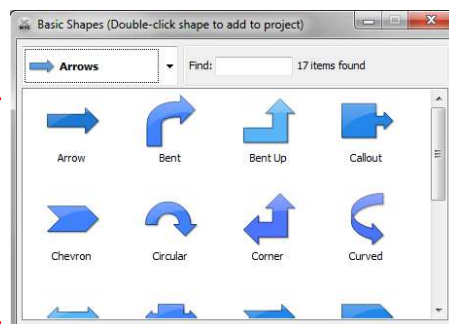 Basic Shapes (Double-click shape to add to project)
Arrows Find: 17 items found
Arrow Bent Bent Up Callout
Chevron Circular Corner Curved